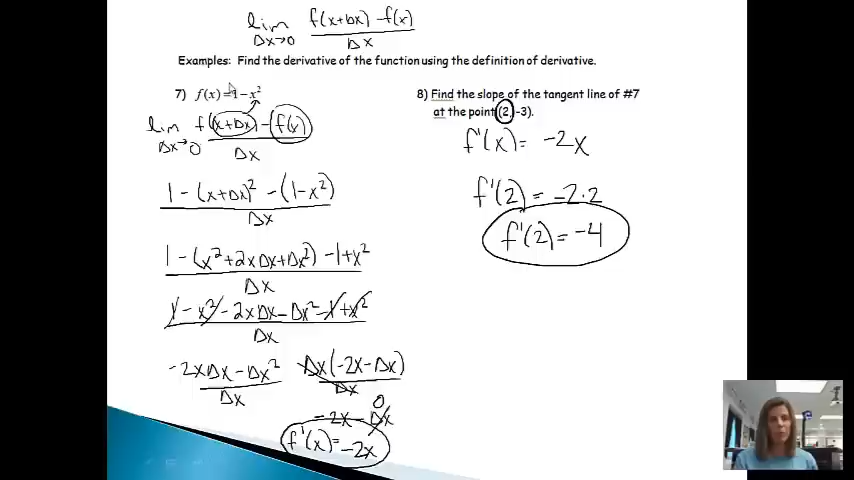 lim Δx→0 f(x+Δx) - f(x) / Δx
Examples: Find the derivative of the function using the definition of derivative.
7) f(x) = 1 - x²
lim Δx→0 f(x+Δx) - f(x) / Δx
1 - (x+Δx)² - (1-x²) / Δx
1 - (x² + 2xΔx + Δx²) - 1 + x² / Δx
1 - x² - 2xΔx - Δx² - 1 + x² / Δx
-2xΔx - Δx² / Δx   Δx(-2x - Δx) / Δx
0
-2x - Δx
f'(x) = -2x
8) Find the slope of the tangent line of #7
at the point (2, -3).
f'(x) = -2x
f'(2) = -2·2
f'(2) = -4